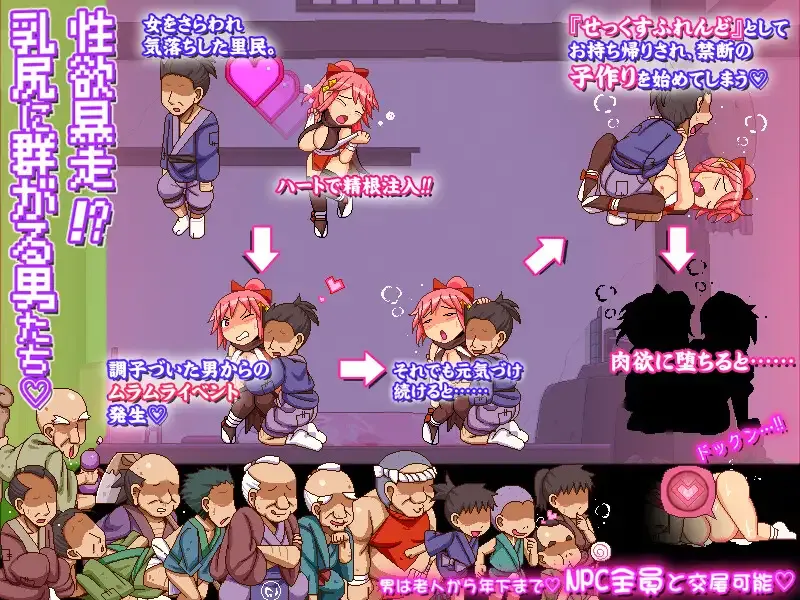 性欲暴走!?
乳尻に群がる男たち♡
女をさらわれ
気落ちした里民。
ハートで精根注入!!
『せっくすふれんど』として
お持ち帰りされ、禁断の
子作りを始めてしまう♡
調子づいた男からの
ムラムライベント
発生♡
それでも元気づけ
続けると……
肉欲に堕ちると……
ドックン…!!
男は老人から年下まで♡NPC全員と交尾可能♡